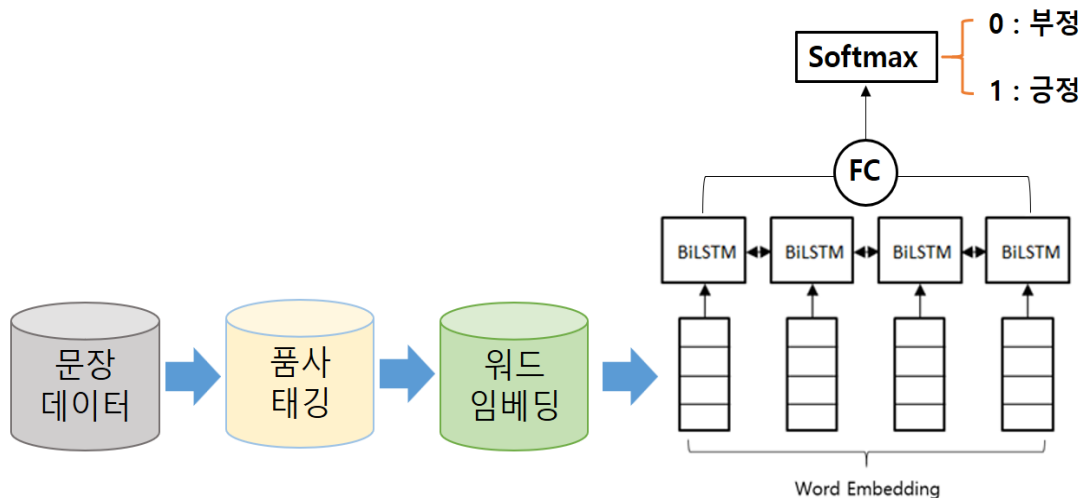 0 : 부정
Softmax
1 : 긍정
FC
BiLSTM
BiLSTM
BiLSTM
BiLSTM
문장
데이터
품사
태깅
워드
임베딩
Word Embedding